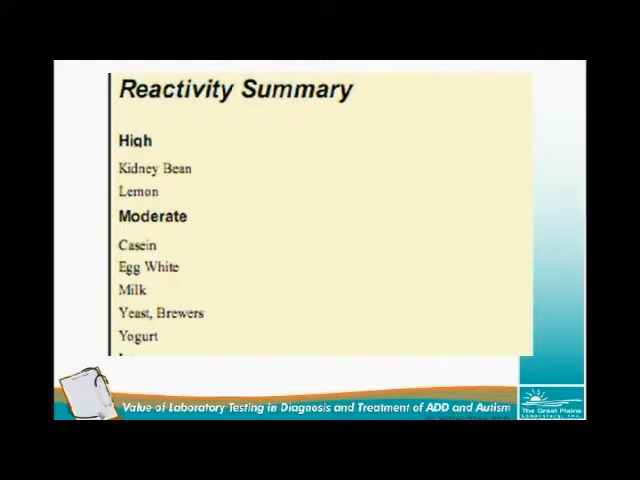 Reactivity Summary
High
Kidney Bean
Lemon
Moderate
Casein
Egg White
Milk
Yeast, Brewers
Yogurt
Value of Laboratory Testing in Diagnosis and Treatment of ADD and Autism
The Great Plains
Laboratory, Inc.